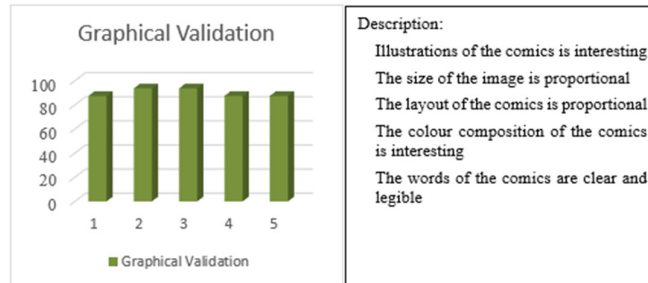 Graphical Validation
100
80
60
40
20
0
1 2 3 4 5
Graphical Validation
Description:
Illustrations of the comics is interesting
The size of the image is proportional
The layout of the comics is proportional
The colour composition of the comics
is interesting
The words of the comics are clear and
legible